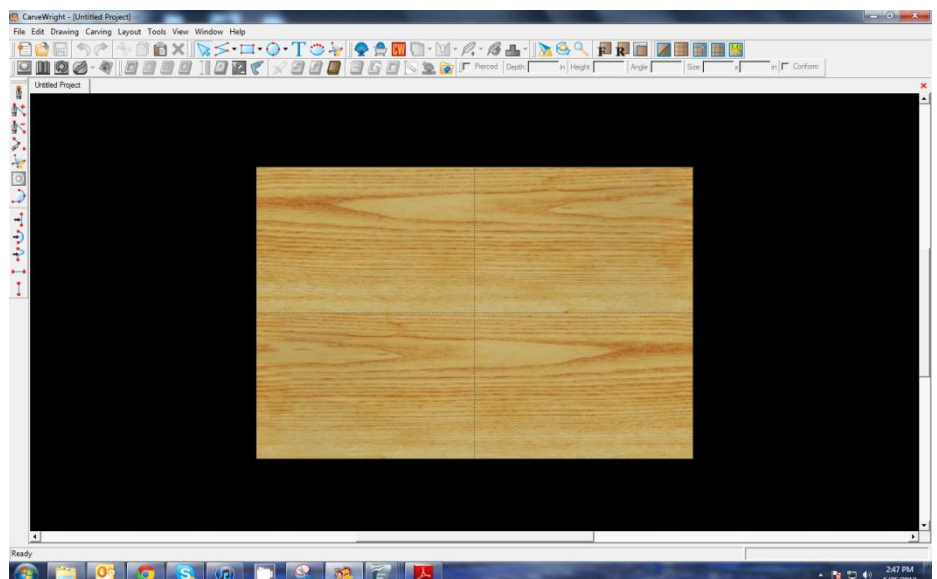 CarveWright - [Untitled Project]
File Edit Drawing Carving Layout Tools View Window Help
T CW F R
Pierced Depth in Height Angle Size x in Conform
Untitled Project
Ready
2:47 PM